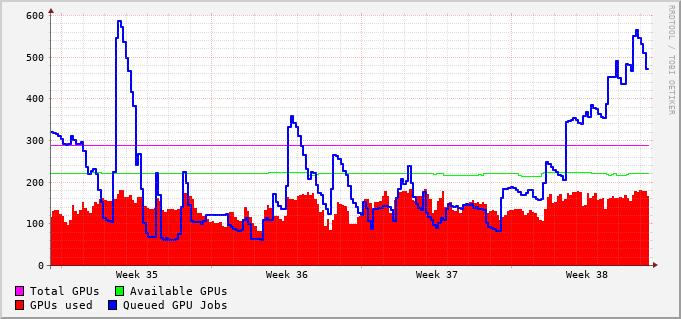 600
500
400
300
200
100
0
Week 35 Week 36 Week 37 Week 38
RRDTOOL / TOBI OETIKER
Total GPUs Available GPUs
GPUs used Queued GPU Jobs